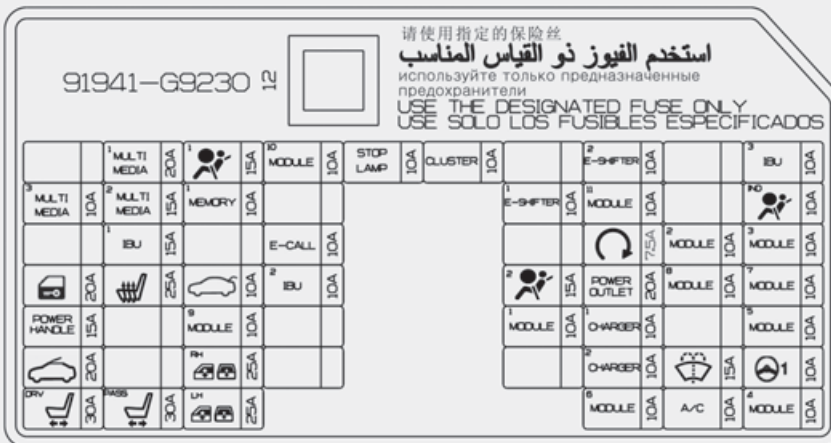 请使用指定的保险丝
استخدم الفيوز ذو القياس المناسب
используйте только предназначенные
предохранители
USE THE DESIGNATED FUSE ONLY
USE SOLO LOS FUSIBLES ESPECIFICADOS
91941-G9230 12
1 MULTI MEDIA 20A 1 15A 10 MODULE 10A STOP LAMP 10A CLUSTER 10A 2 E-SHIFTER 10A 3 IBU 10A
3 MULTI MEDIA 10A 2 MULTI MEDIA 15A 1 MEMORY 10A 1 E-SHIFTER 10A 11 MODULE 10A IND 10A
1 IBU 15A E-CALL 10A 7.5A 2 MODULE 10A 3 MODULE 10A
20A 25A 10A 2 IBU 10A 2 15A POWER OUTLET 20A 8 MODULE 10A 7 MODULE 10A
POWER HANDLE 15A 9 MODULE 10A 1 MODULE 10A 1 CHARGER 10A 5 MODULE 10A
20A RH 25A 2 CHARGER 10A 15A 1 10A
DRV 30A PASS 30A LH 25A 6 MODULE 10A A/C 10A 4 MODULE 10A